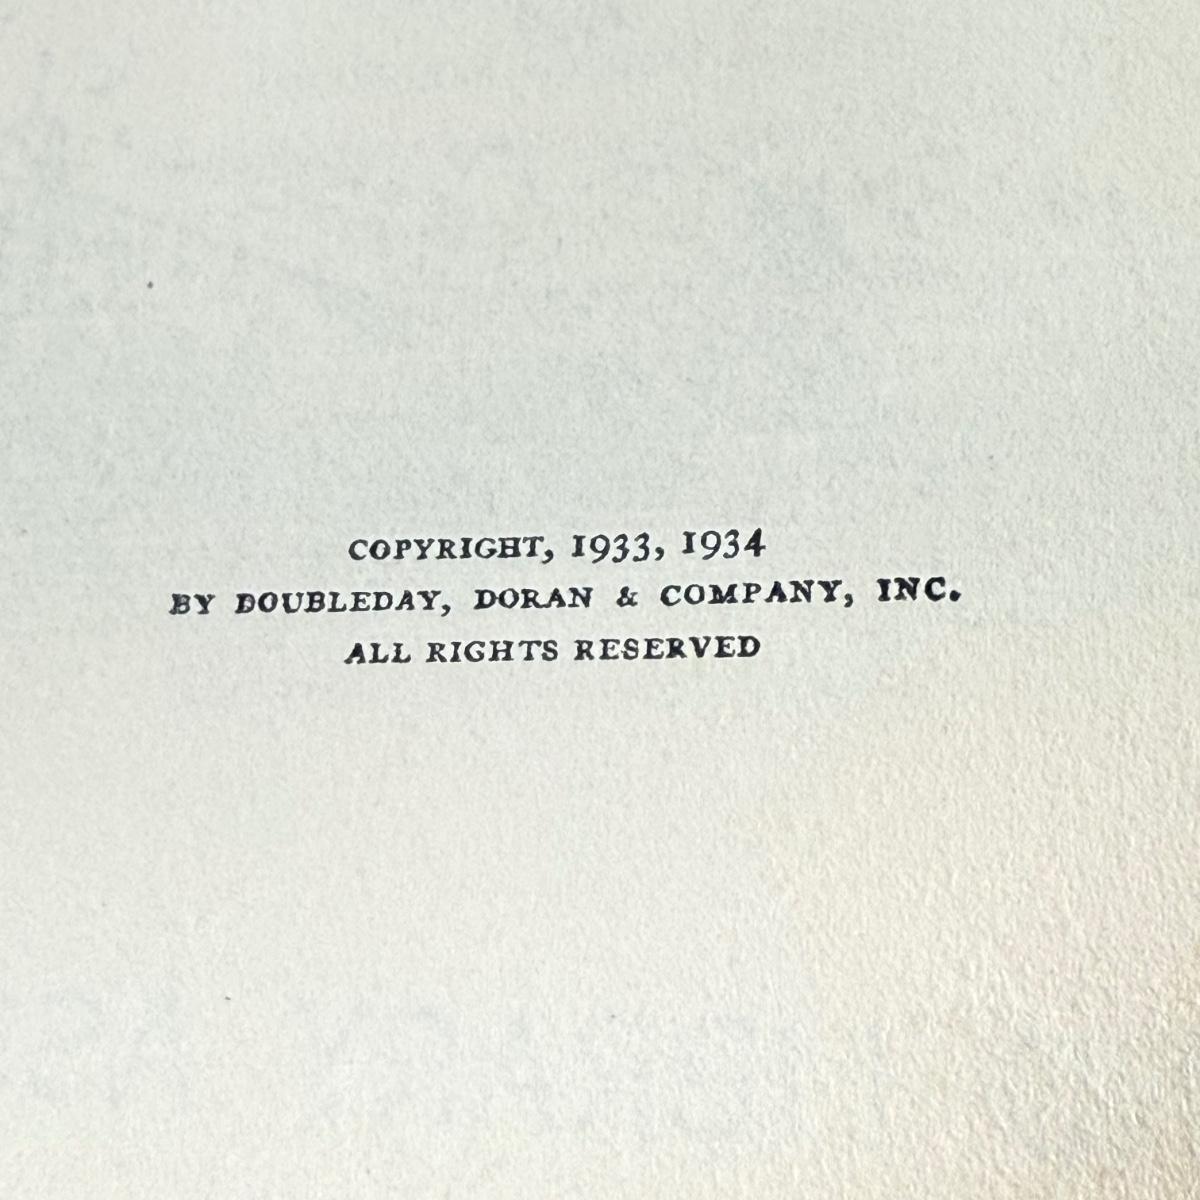 COPYRIGHT, 1933, 1934
BY DOUBLEDAY, DORAN & COMPANY, INC.
ALL RIGHTS RESERVED